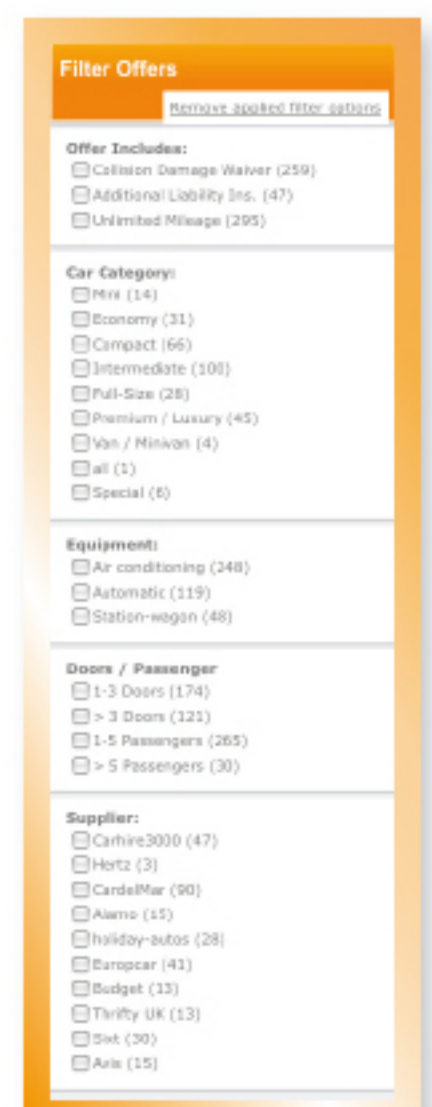 Filter Offers
Remove applied filter options
Offer Includes:
Collision Damage Waiver (259)
Additional Liability Ins. (47)
Unlimited Mileage (295)
Car Category:
Mini (14)
Economy (31)
Compact (66)
Intermediate (100)
Full-Size (28)
Premium / Luxury (45)
Van / Minivan (4)
all (1)
Special (6)
Equipment:
Air conditioning (248)
Automatic (119)
Station-wagon (48)
Doors / Passenger
1-3 Doors (174)
> 3 Doors (121)
1-5 Passengers (265)
> 5 Passengers (30)
Supplier:
Carhire3000 (47)
Hertz (3)
CardelMar (90)
Alamo (15)
holiday-autos (28)
Europcar (41)
Budget (13)
Thrifty UK (13)
Sixt (30)
Avis (15)